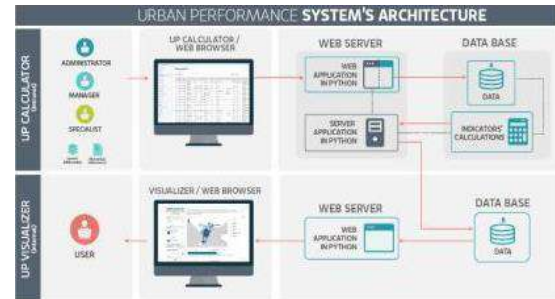 URBAN PERFORMANCE SYSTEM'S ARCHITECTURE
UP CALCULATOR
(Intranet)
ADMINISTRATOR
MANAGER
SPECIALIST
UP CALCULATOR /
WEB BROWSER
WEB SERVER
WEB
APPLICATION
IN PYTHON
SERVER
APPLICATION
IN PYTHON
DATA BASE
DATA
INDICATORS'
CALCULATIONS
UP VISUALIZER
(Internet)
USER
VISUALIZER / WEB BROWSER
WEB SERVER
WEB
APPLICATION
IN PYTHON
DATA BASE
DATA